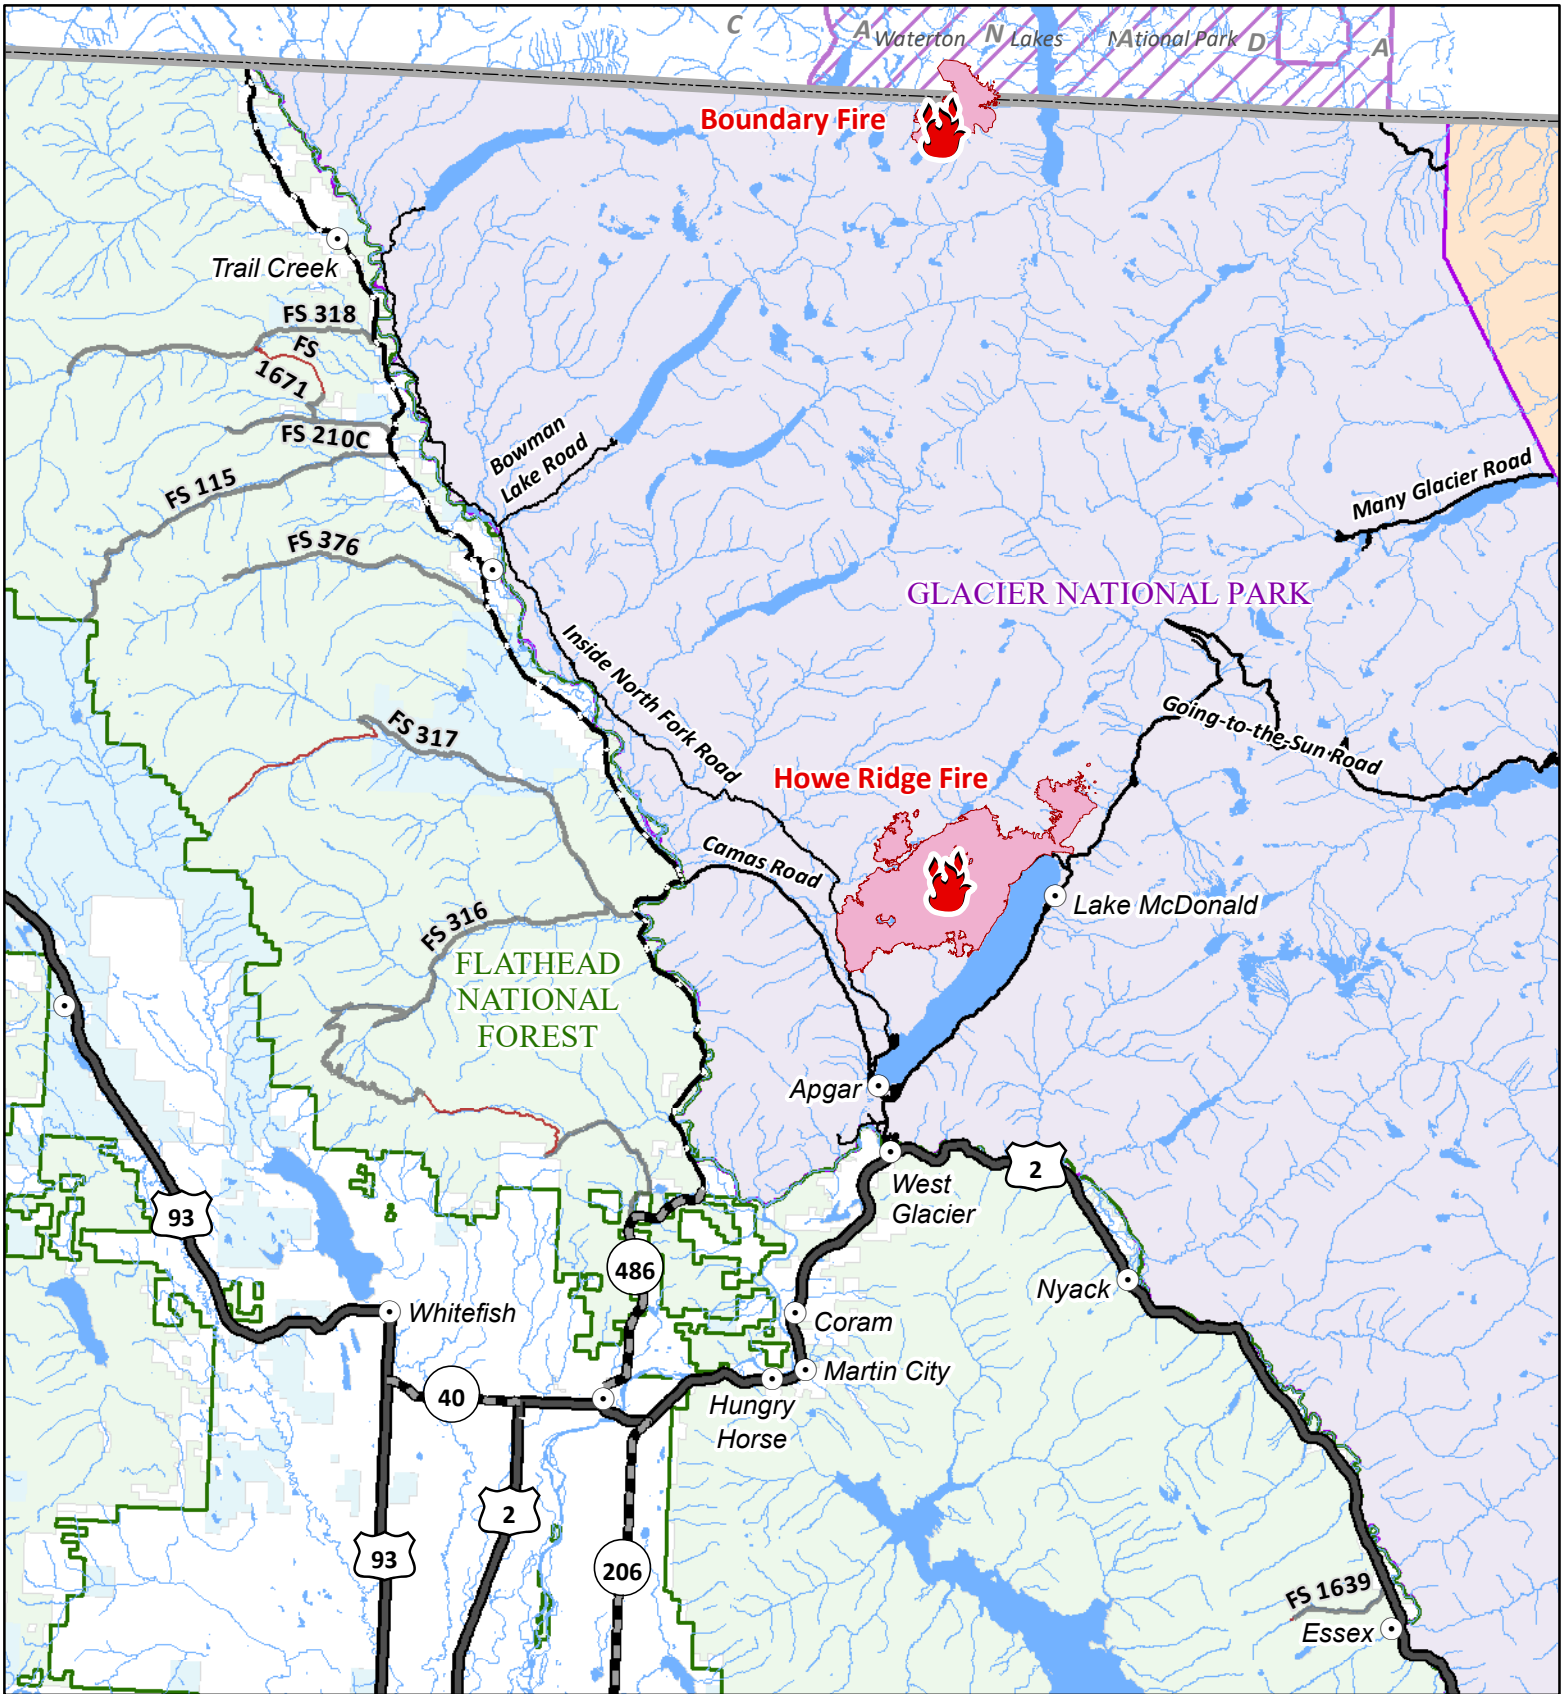 C A N A D A
Waterton Lakes National Park
Boundary Fire
Trail Creek
FS 318
FS
1671
FS 210C
FS 115
Bowman
Lake Road
Many Glacier Road
FS 376
GLACIER NATIONAL PARK
Inside North Fork Road
Going-to-the-Sun Road
FS 317
Howe Ridge Fire
Camas Road
Lake McDonald
FS 316
FLATHEAD
NATIONAL
FOREST
Apgar
2
West
Glacier
93
486
Nyack
Whitefish
Coram
Martin City
40
Hungry
Horse
2
93
206
FS 1639
Essex